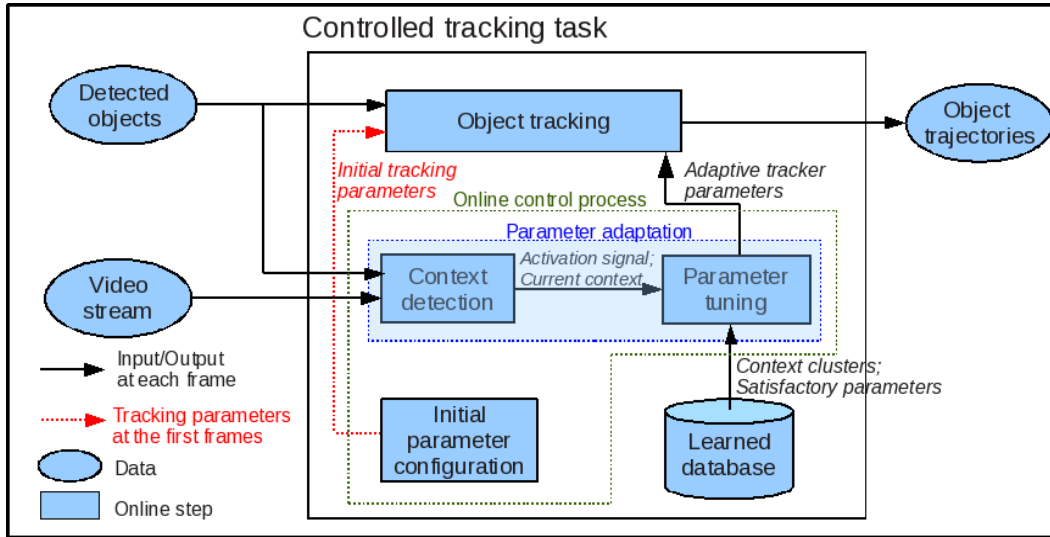 Controlled tracking task
Detected
objects
Object tracking
Object
trajectories
Initial tracking
parameters
Adaptive tracker
parameters
Online control process
Parameter adaptation
Activation signal;
Current context
Context
detection
Parameter
tuning
Video
stream
Input/Output
at each frame
Context clusters;
Satisfactory parameters
Tracking parameters
at the first frames
Initial
parameter
configuration
Learned
database
Data
Online step